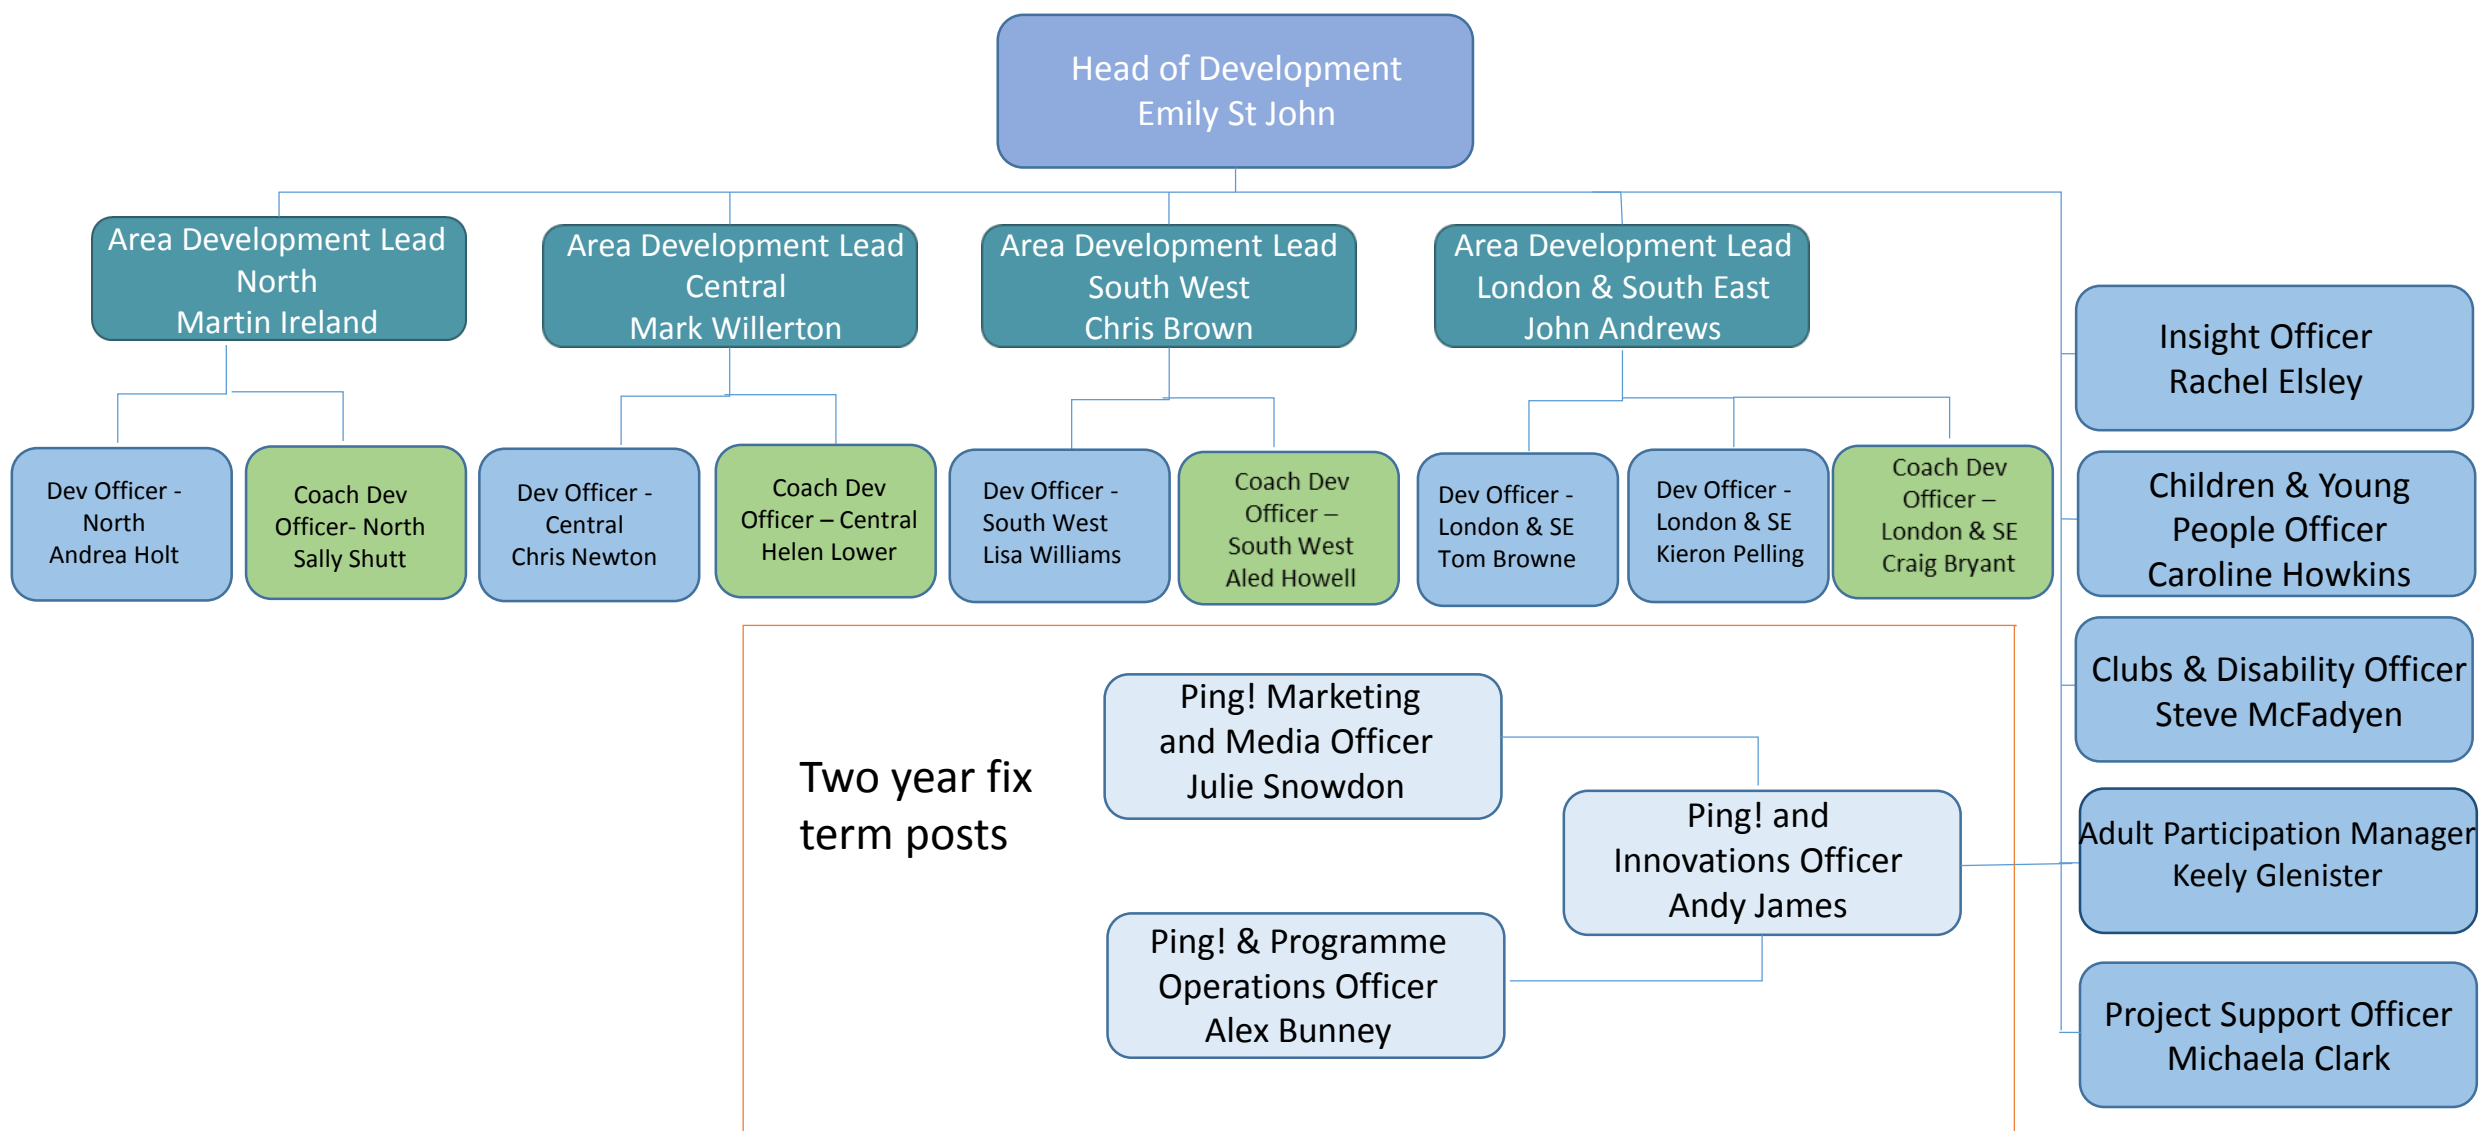 Head of Development
Emily St John
Area Development Lead
North
Martin Ireland
Area Development Lead
Central
Mark Willerton
Area Development Lead
South West
Chris Brown
Area Development Lead
London & South East
John Andrews
Dev Officer -
North
Andrea Holt
Coach Dev
Officer- North
Sally Shutt
Dev Officer -
Central
Chris Newton
Coach Dev
Officer – Central
Helen Lower
Dev Officer -
South West
Lisa Williams
Coach Dev
Officer –
South West
Aled Howell
Dev Officer -
London & SE
Tom Browne
Dev Officer -
London & SE
Kieron Pelling
Coach Dev
Officer –
London & SE
Craig Bryant
Insight Officer
Rachel Elsley
Children & Young
People Officer
Caroline Howkins
Clubs & Disability Officer
Steve McFadyen
Adult Participation Manager
Keely Glenister
Project Support Officer
Michaela Clark
Two year fix
term posts
Ping! Marketing
and Media Officer
Julie Snowdon
Ping! and
Innovations Officer
Andy James
Ping! & Programme
Operations Officer
Alex Bunney